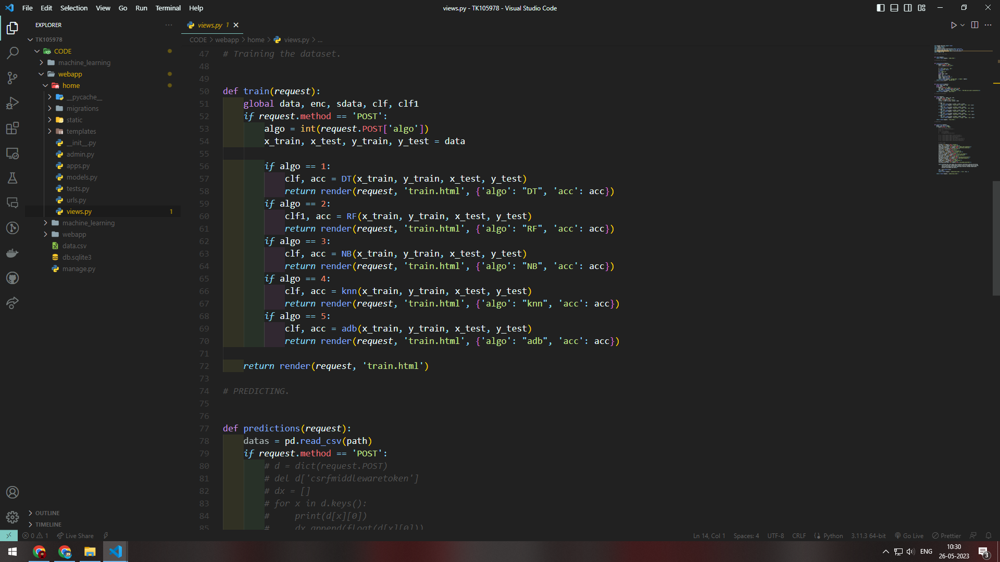 File Edit Selection View Go Run Terminal Help
views.py - TK105978 - Visual Studio Code
EXPLORER
TK105978
CODE
machine_learning
webapp
home
__pycache__
migrations
static
templates
__init__.py
admin.py
apps.py
models.py
tests.py
urls.py
views.py 1
machine_learning
webapp
data.csv
db.sqlite3
manage.py
OUTLINE
TIMELINE
views.py 1
CODE > webapp > home > views.py > ...
47 # Training the dataset.
48
49
50 def train(request):
51 global data, enc, sdata, clf, clf1
52 if request.method == 'POST':
53 algo = int(request.POST['algo'])
54 x_train, x_test, y_train, y_test = data
55
56 if algo == 1:
57 clf, acc = DT(x_train, y_train, x_test, y_test)
58 return render(request, 'train.html', {'algo': "DT", 'acc': acc})
59 if algo == 2:
60 clf1, acc = RF(x_train, y_train, x_test, y_test)
61 return render(request, 'train.html', {'algo': "RF", 'acc': acc})
62 if algo == 3:
63 clf, acc = NB(x_train, y_train, x_test, y_test)
64 return render(request, 'train.html', {'algo': "NB", 'acc': acc})
65 if algo == 4:
66 clf, acc = knn(x_train, y_train, x_test, y_test)
67 return render(request, 'train.html', {'algo': "knn", 'acc': acc})
68 if algo == 5:
69 clf, acc = adb(x_train, y_train, x_test, y_test)
70 return render(request, 'train.html', {'algo': "adb", 'acc': acc})
71
72 return render(request, 'train.html')
73
74 # PREDICTING.
75
76
77 def predictions(request):
78 datas = pd.read_csv(path)
79 if request.method == 'POST':
80 # d = dict(request.POST)
81 # del d['csrfmiddlewaretoken']
82 # dx = []
83 # for x in d.keys():
84 # print(d[x][0])
85 # dx.append(float(d[x][0]))
0 1 Live Share
Ln 14, Col 1 Spaces: 4 UTF-8 CRLF Python 3.11.3 64-bit Go Live Prettier
ENG
10:30
26-05-2023
3